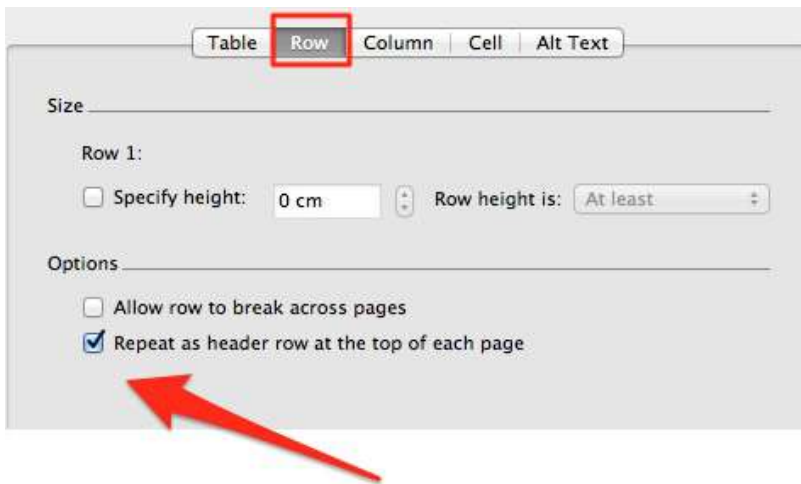 Table Row Column Cell Alt Text
Size
Row 1:
Specify height: 0 cm Row height is: At least
Options
Allow row to break across pages
Repeat as header row at the top of each page